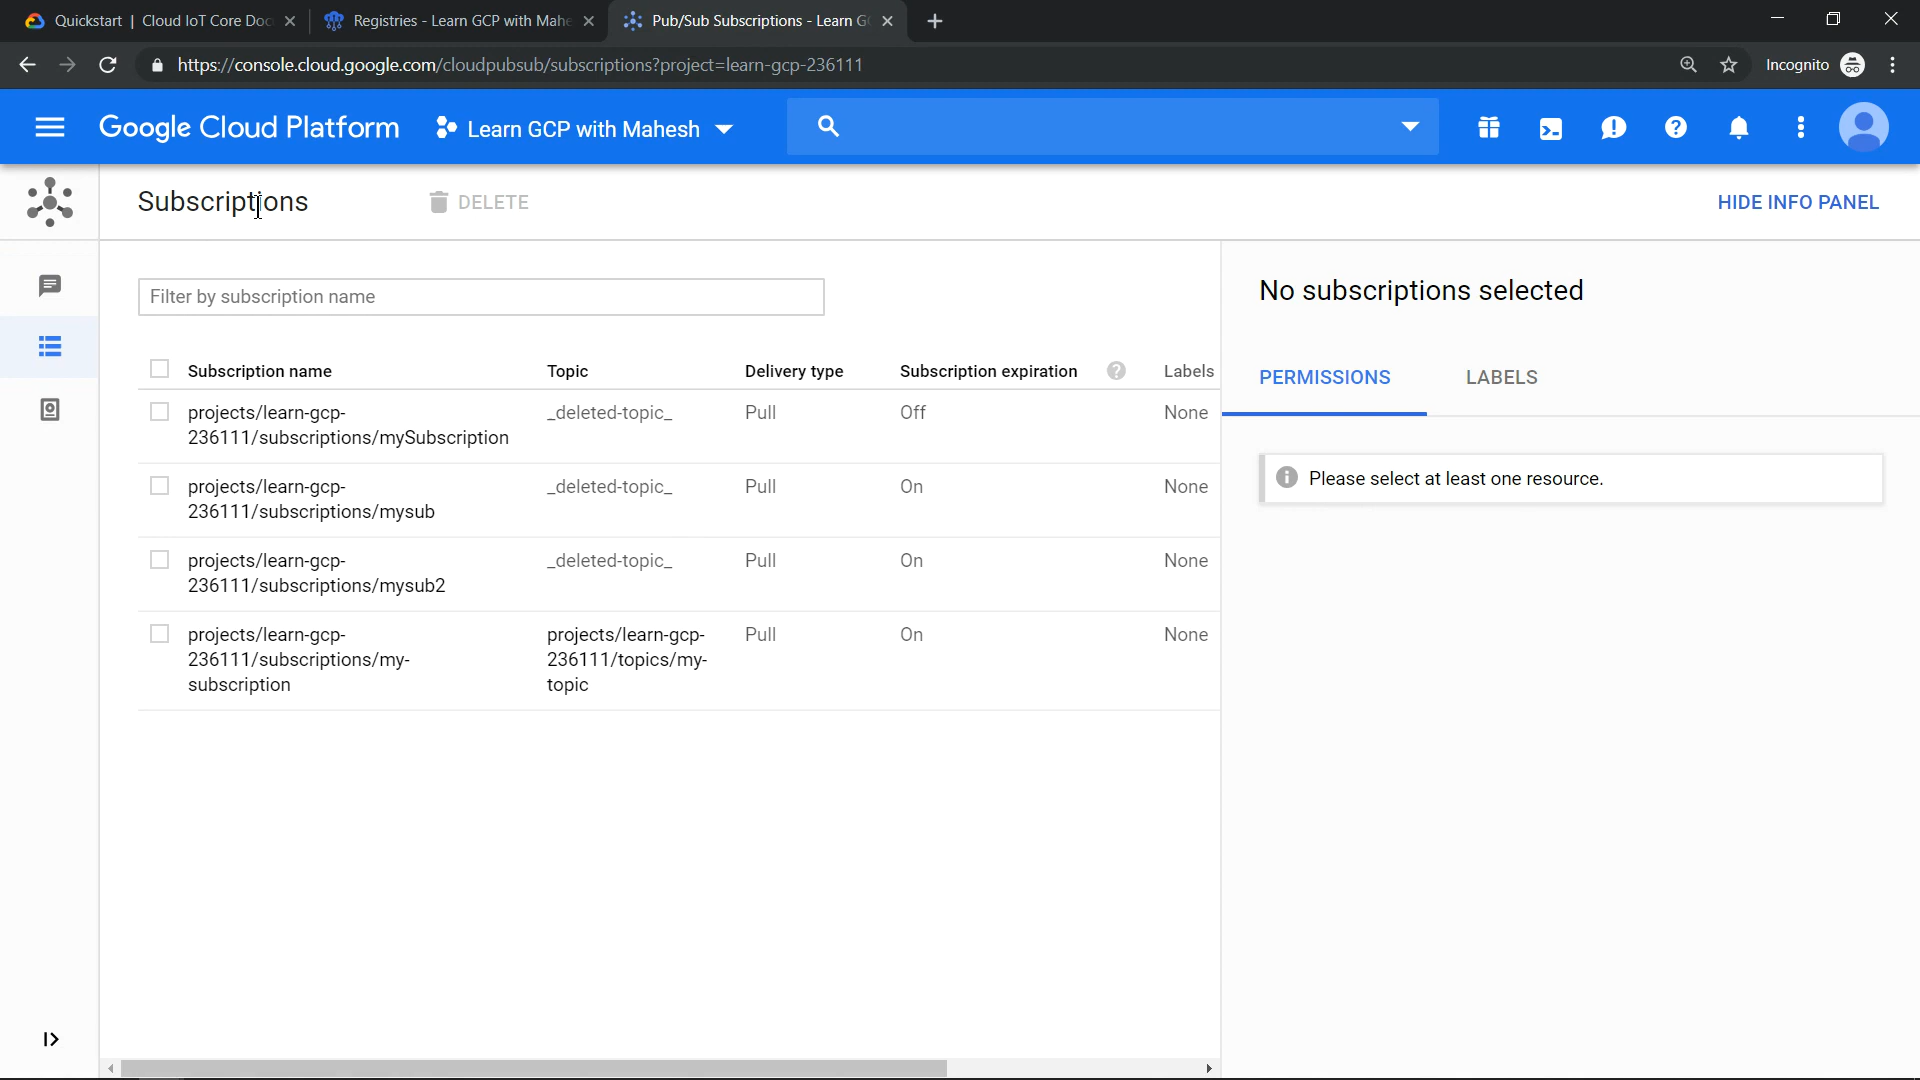 Quickstart | Cloud IoT Core Doc
Registries - Learn GCP with Mahe
Pub/Sub Subscriptions - Learn G
https://console.cloud.google.com/cloudpubsub/subscriptions?project=learn-gcp-236111
Incognito
Google Cloud Platform
Learn GCP with Mahesh
Subscriptions
DELETE
HIDE INFO PANEL
Filter by subscription name
Subscription name
Topic
Delivery type
Subscription expiration
Labels
projects/learn-gcp-
236111/subscriptions/mySubscription
_deleted-topic_
Pull
Off
None
projects/learn-gcp-
236111/subscriptions/mysub
_deleted-topic_
Pull
On
None
projects/learn-gcp-
236111/subscriptions/mysub2
_deleted-topic_
Pull
On
None
projects/learn-gcp-
236111/subscriptions/my-
subscription
projects/learn-gcp-
236111/topics/my-
topic
Pull
On
None
No subscriptions selected
PERMISSIONS
LABELS
Please select at least one resource.